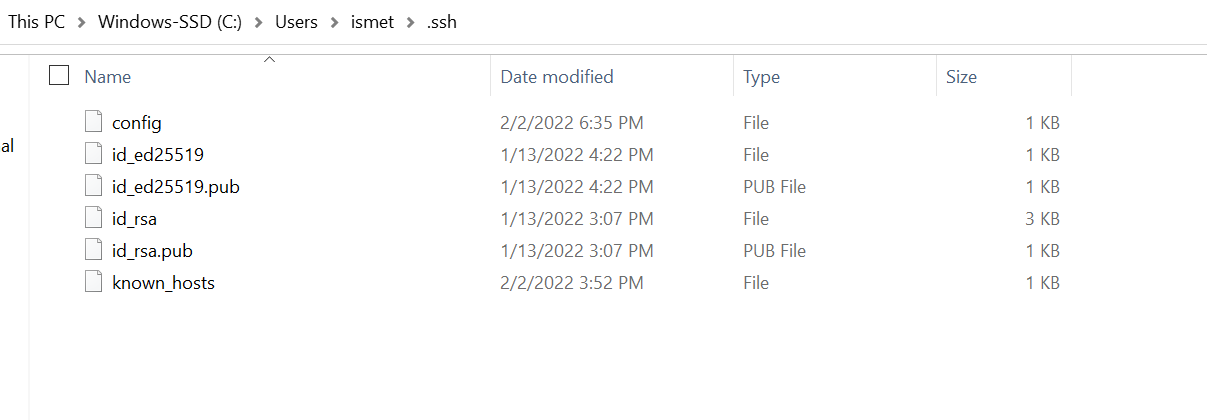 This PC > Windows-SSD (C:) > Users > ismet > .ssh
Name Date modified Type Size
config 2/2/2022 6:35 PM File 1 KB
al
id_ed25519 1/13/2022 4:22 PM File 1 KB
id_ed25519.pub 1/13/2022 4:22 PM PUB File 1 KB
id_rsa 1/13/2022 3:07 PM File 3 KB
id_rsa.pub 1/13/2022 3:07 PM PUB File 1 KB
known_hosts 2/2/2022 3:52 PM File 1 KB